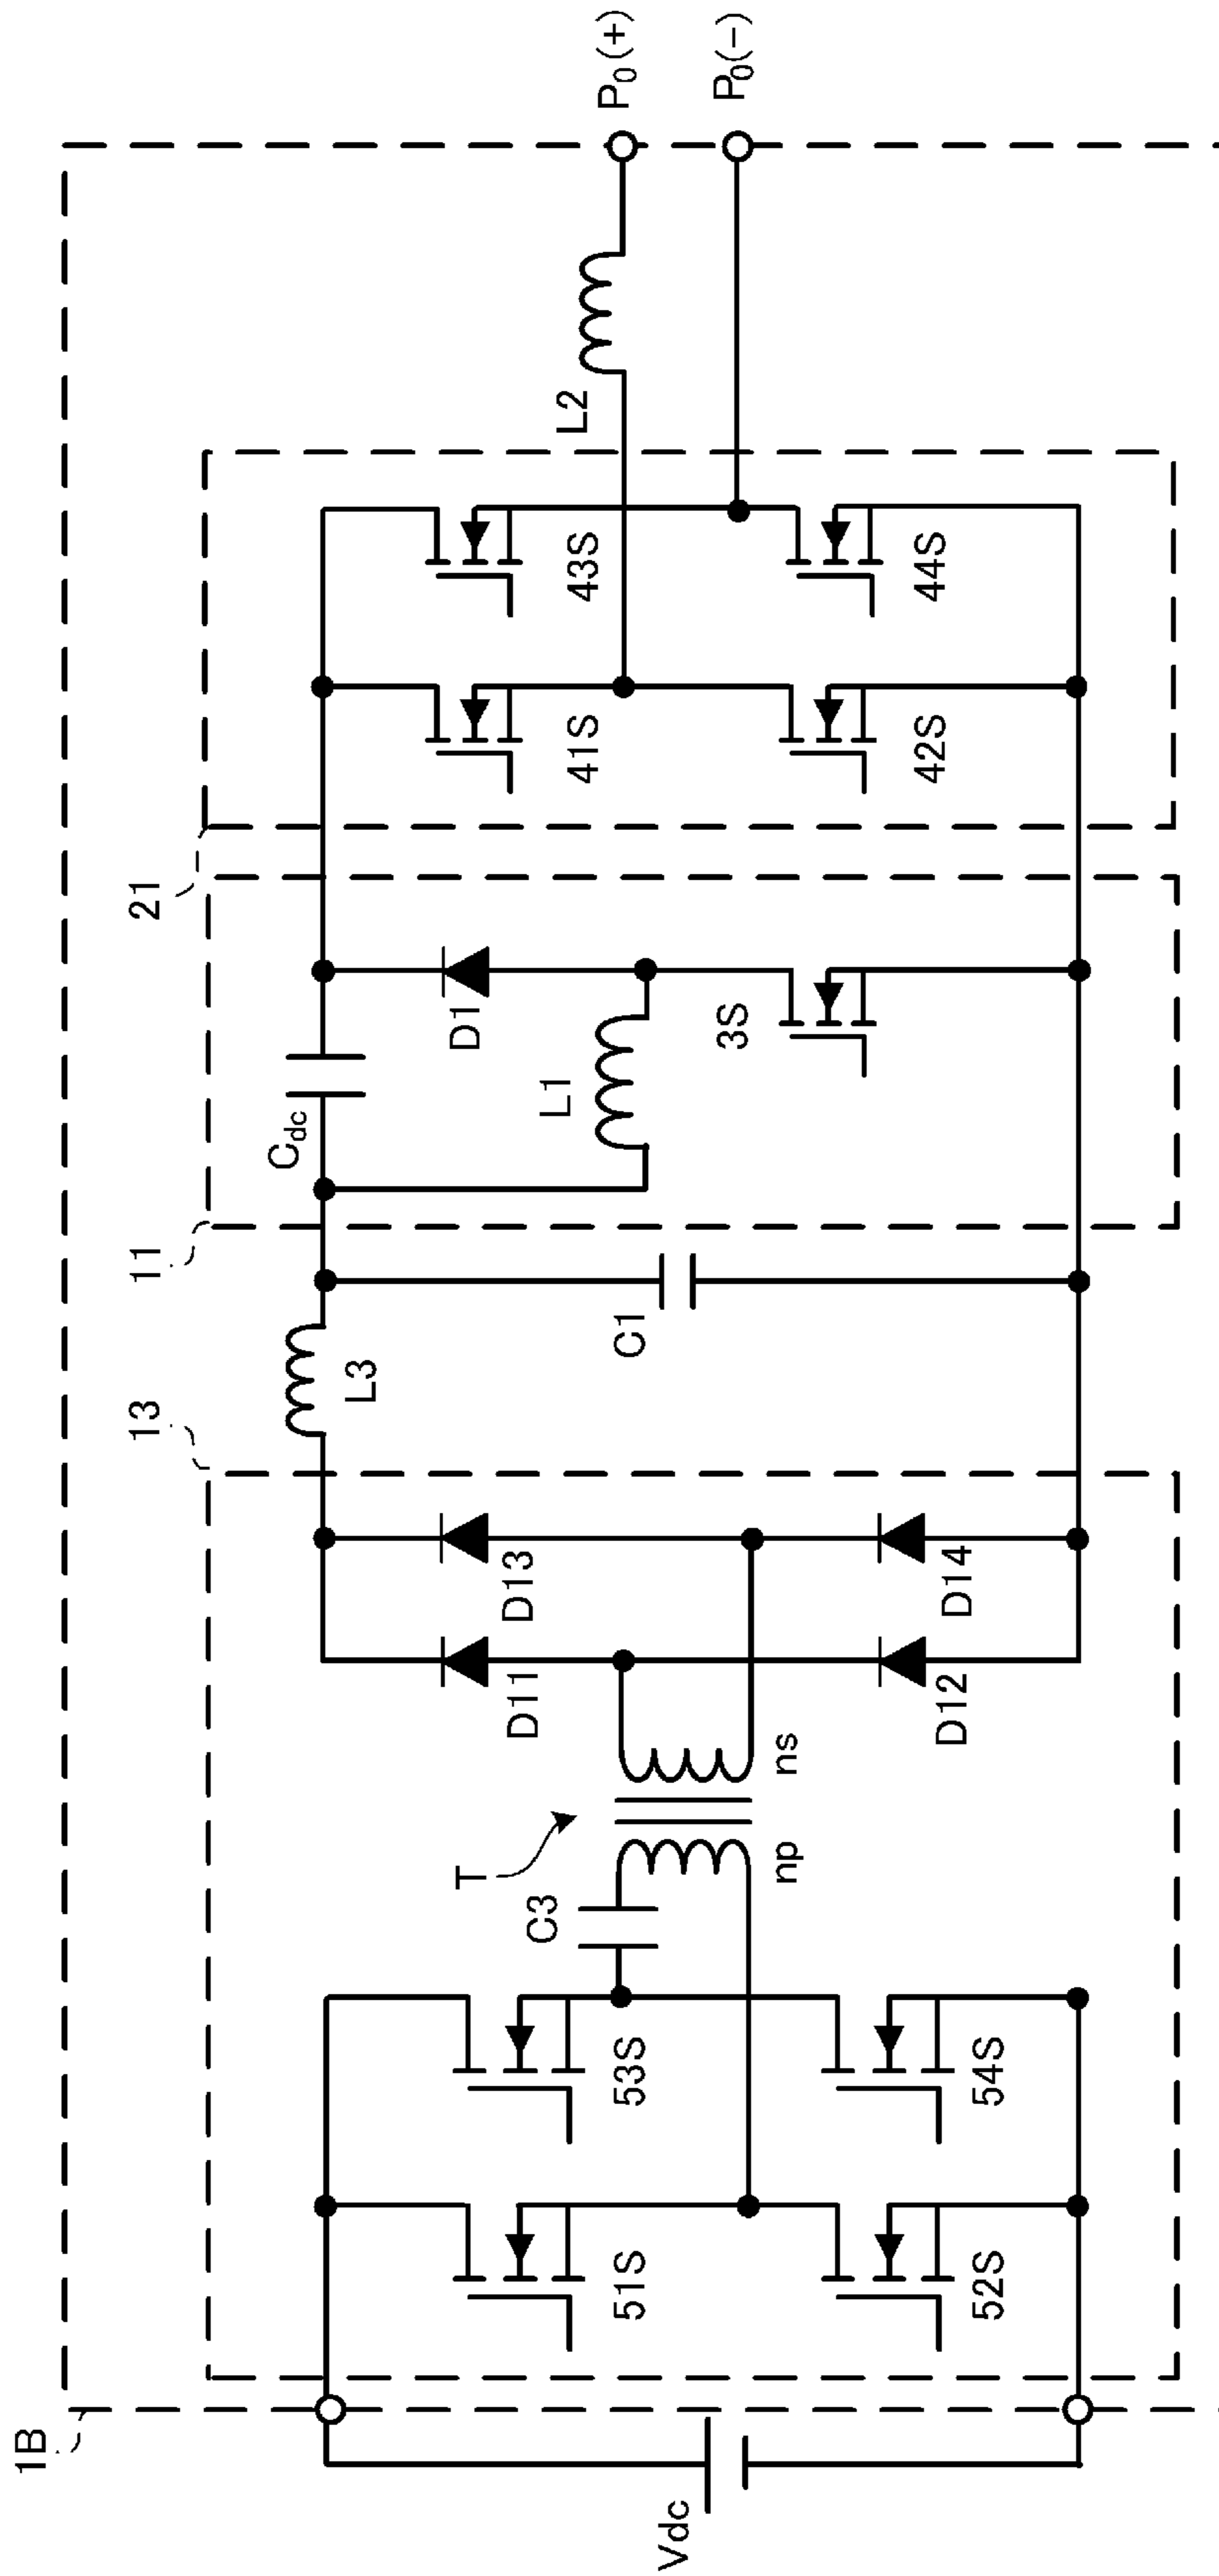 1B
13
11
21
Vdc
51S
52S
53S
54S
C3
T
np
ns
D11
D12
D13
D14
L3
C1
Cdc
L1
D1
3S
41S
42S
43S
44S
L2
P0(+)
P0(-)